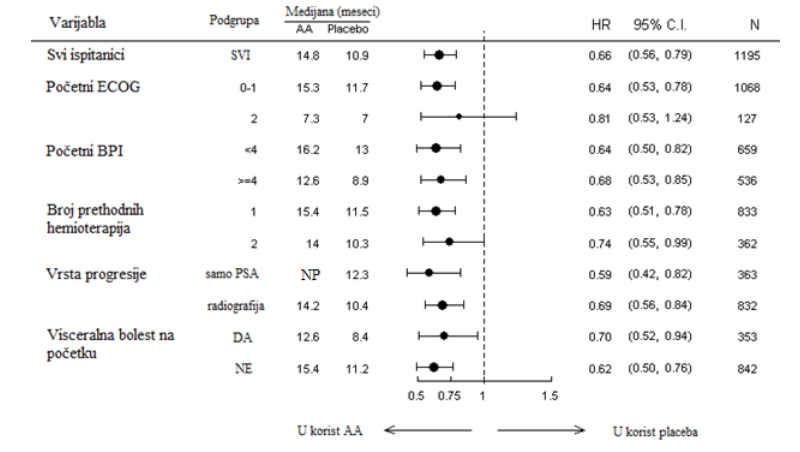 Varijabla Podgrupa Medijana (meseci) HR 95% C.I. N
AA Placebo
Svi ispitanici SVI 14.8 10.9 0.66 (0.56, 0.79) 1195
Početni ECOG 0-1 15.3 11.7 0.64 (0.53, 0.78) 1068
2 7.3 7 0.81 (0.53, 1.24) 127
Početni BPI <4 16.2 13 0.64 (0.50, 0.82) 659
>=4 12.6 8.9 0.68 (0.53, 0.85) 536
Broj prethodnih 1 15.4 11.5 0.63 (0.51, 0.78) 833
hemioterapija
2 14 10.3 0.74 (0.55, 0.99) 362
Vrsta progresije samo PSA NP 12.3 0.59 (0.42, 0.82) 363
radiografija 14.2 10.4 0.69 (0.56, 0.84) 832
Visceralna bolest na DA 12.6 8.4 0.70 (0.52, 0.94) 353
početku
NE 15.4 11.2 0.62 (0.50, 0.76) 842
0.5 0.75 1 1.5
U korist AA U korist placeba